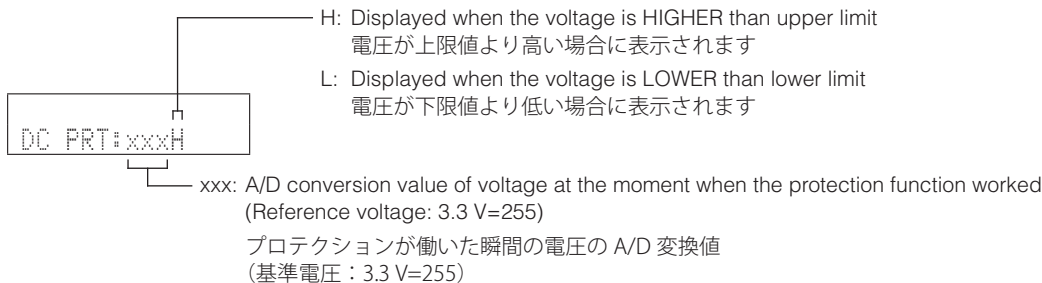 H: Displayed when the voltage is HIGHER than upper limit
電圧が上限値より高い場合に表示されます
L: Displayed when the voltage is LOWER than lower limit
電圧が下限値より低い場合に表示されます
DC PRT:xxxH
xxx: A/D conversion value of voltage at the moment when the protection function worked
(Reference voltage: 3.3 V=255)
プロテクションが働いた瞬間の電圧の A/D 変換値
(基準電圧:3.3 V=255)